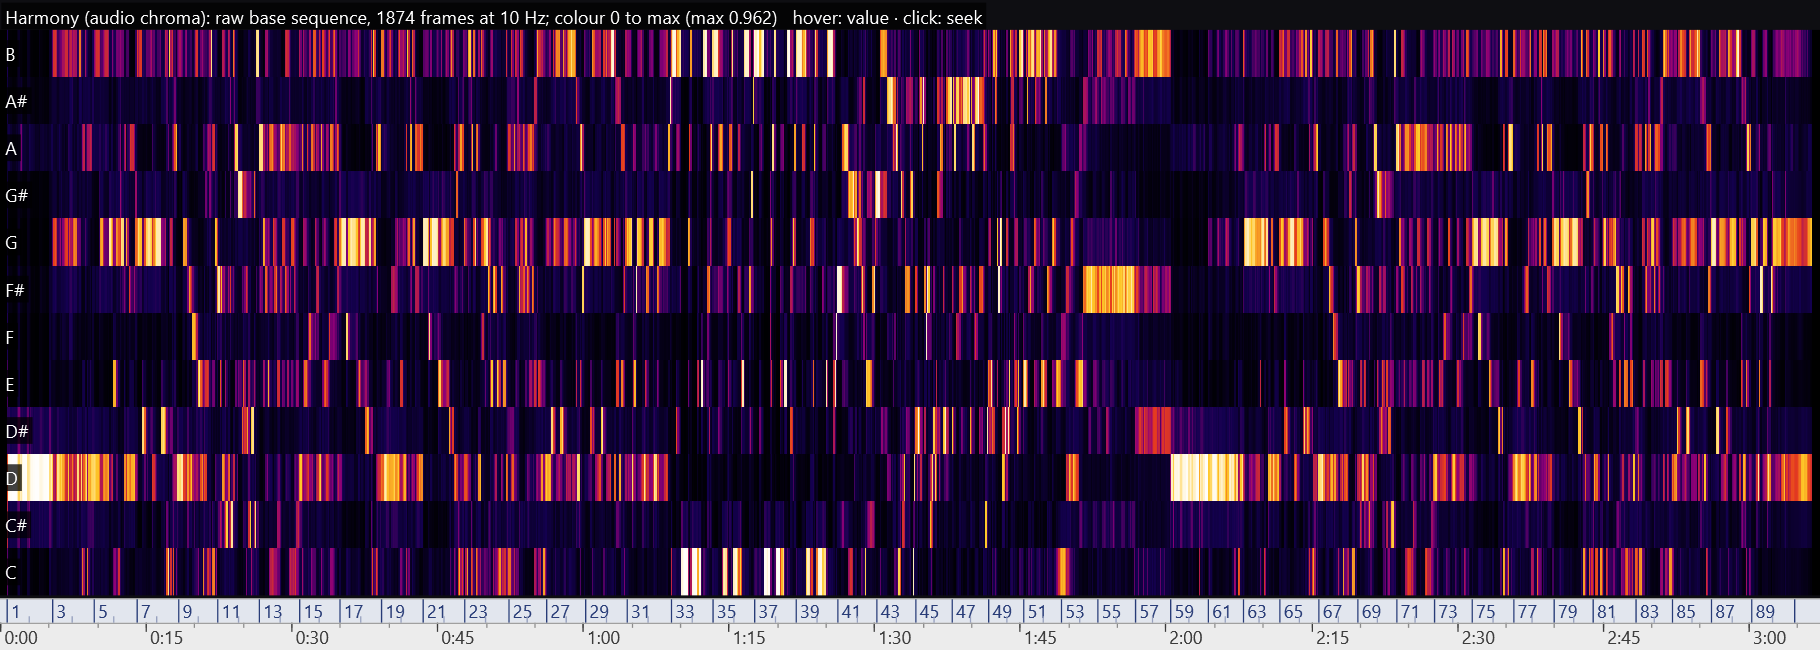 Harmony (audio chroma): raw base sequence, 1874 frames at 10 Hz; colour 0 to max (max 0.962) hover: value · click: seek
B
A#
A
G#
G
F#
F
E
D#
D
C#
C
1 3 5 7 9 11 13 15 17 19 21 23 25 27 29 31 33 35 37 39 41 43 45 47 49 51 53 55 57 59 61 63 65 67 69 71 73 75 77 79 81 83 85 87 89
0:00 0:15 0:30 0:45 1:00 1:15 1:30 1:45 2:00 2:15 2:30 2:45 3:00